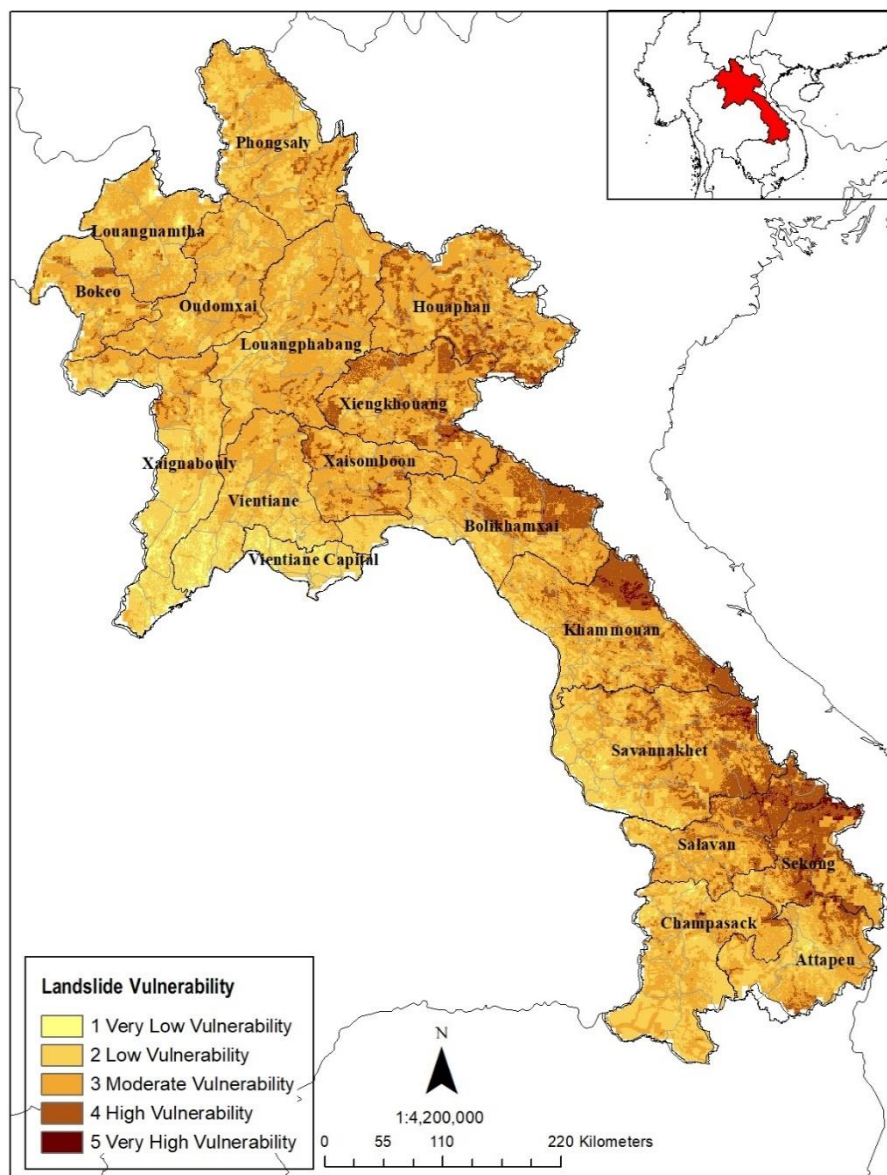 Phongsaly
Louangnamtha
Bokeo
Oudomxai
Houaphan
Louangphabang
Xiengkhouang
Xaignabouly
Xaisomboon
Vientiane
Bolikhamxai
Vientiane Capital
Khammouan
Savannakhet
Salavan
Sekong
Champasack
Attapeu
Landslide Vulnerability
1 Very Low Vulnerability
2 Low Vulnerability
3 Moderate Vulnerability
4 High Vulnerability
5 Very High Vulnerability
N
1:4,200,000
0 55 110 220 Kilometers